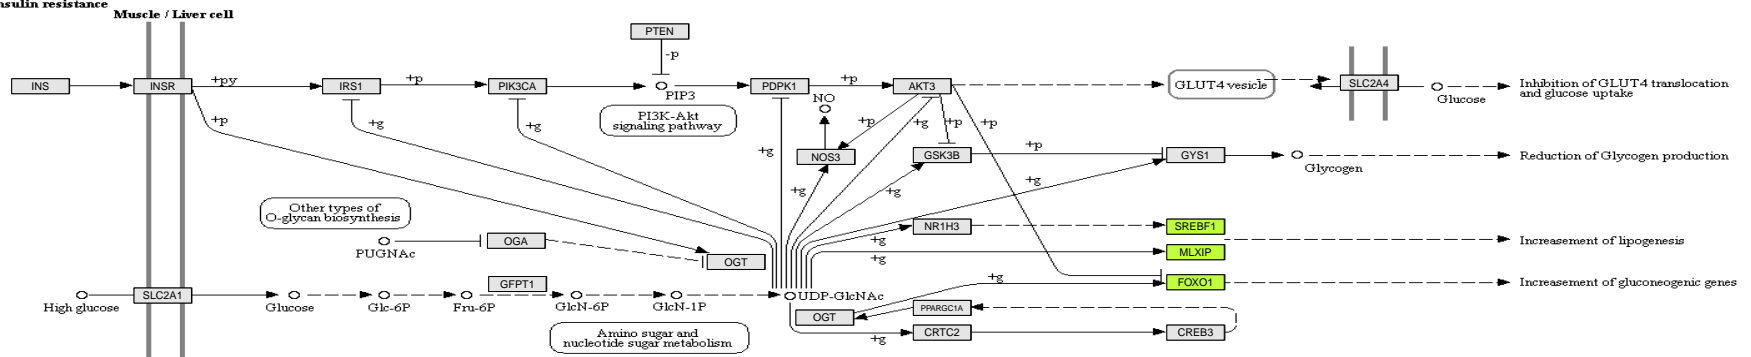 nsulin resistance
Muscle / Liver cell
PTEN
-p
INS
INSR
+py
IRS1
+p
PIK3CA
PIP3
PDPK1
+p
AKT3
GLUT4 vesicle
SLC2A4
Glucose
Inhibition of GLUT4 translocation
and glucose uptake
PI3K-Akt
signaling pathway
NO
+p
+g
+g
+g
+p
+g
+p
+p
NOS3
GSK3B
+p
GYS1
Glycogen
Reduction of Glycogen production
+g
+g
+g
Other types of
O-glycan biosynthesis
PUGNAc
OGA
OGT
NR1H3
+g
SREBF1
MLXIP
+g
Increasement of lipogenesis
High glucose
SLC2A1
Glucose
Glc-6P
Fru-6P
GFPT1
GlcN-6P
GlcN-1P
UDP-GlcNAc
+g
FOXO1
Increasement of gluconeogenic genes
OGT
PPARGC1A
+g
CRTC2
CREB3
Amino sugar and
nucleotide sugar metabolism